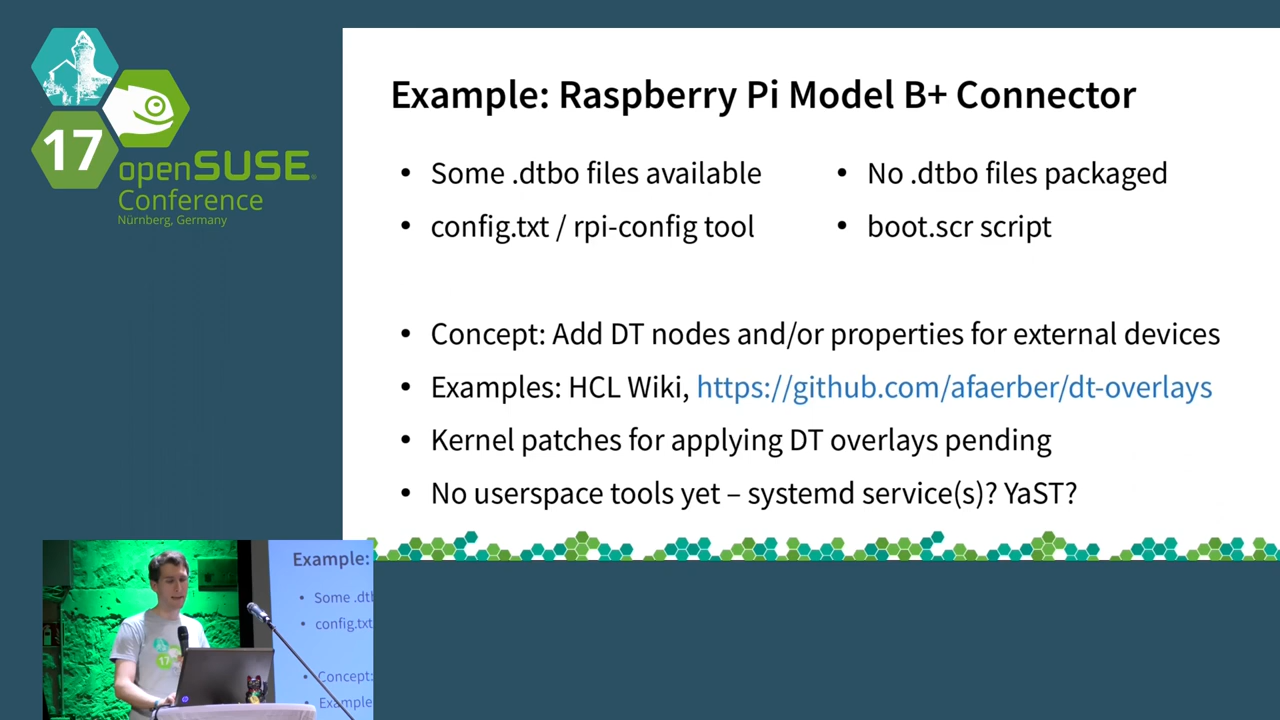 17
openSUSE
Conference
Nürnberg, Germany
Example: Raspberry Pi Model B+ Connector
• Some .dtbo files available
• config.txt / rpi-config tool
• No .dtbo files packaged
• boot.scr script
• Concept: Add DT nodes and/or properties for external devices
• Examples: HCL Wiki, https://github.com/afaerber/dt-overlays
• Kernel patches for applying DT overlays pending
• No userspace tools yet – systemd service(s)? YaST?
Example:
• Some .dtb
config.txt
• Concept:
• Example
17